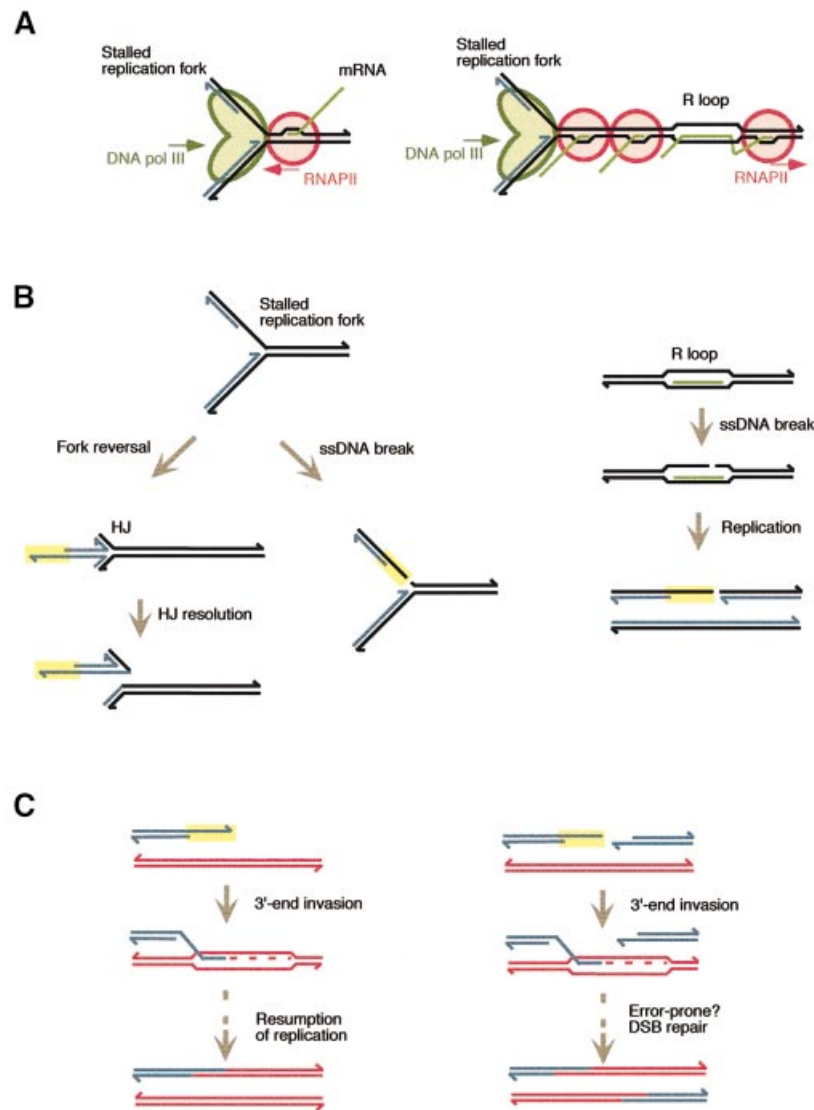 A
Stalled
replication fork
mRNA
DNA pol III
RNAPII
Stalled
replication fork
R loop
DNA pol III
RNAPII
B
Stalled
replication fork
R loop
Fork reversal
ssDNA break
ssDNA break
HJ
Replication
HJ resolution
C
3'-end invasion
3'-end invasion
Resumption
of replication
Error-prone?
DSB repair